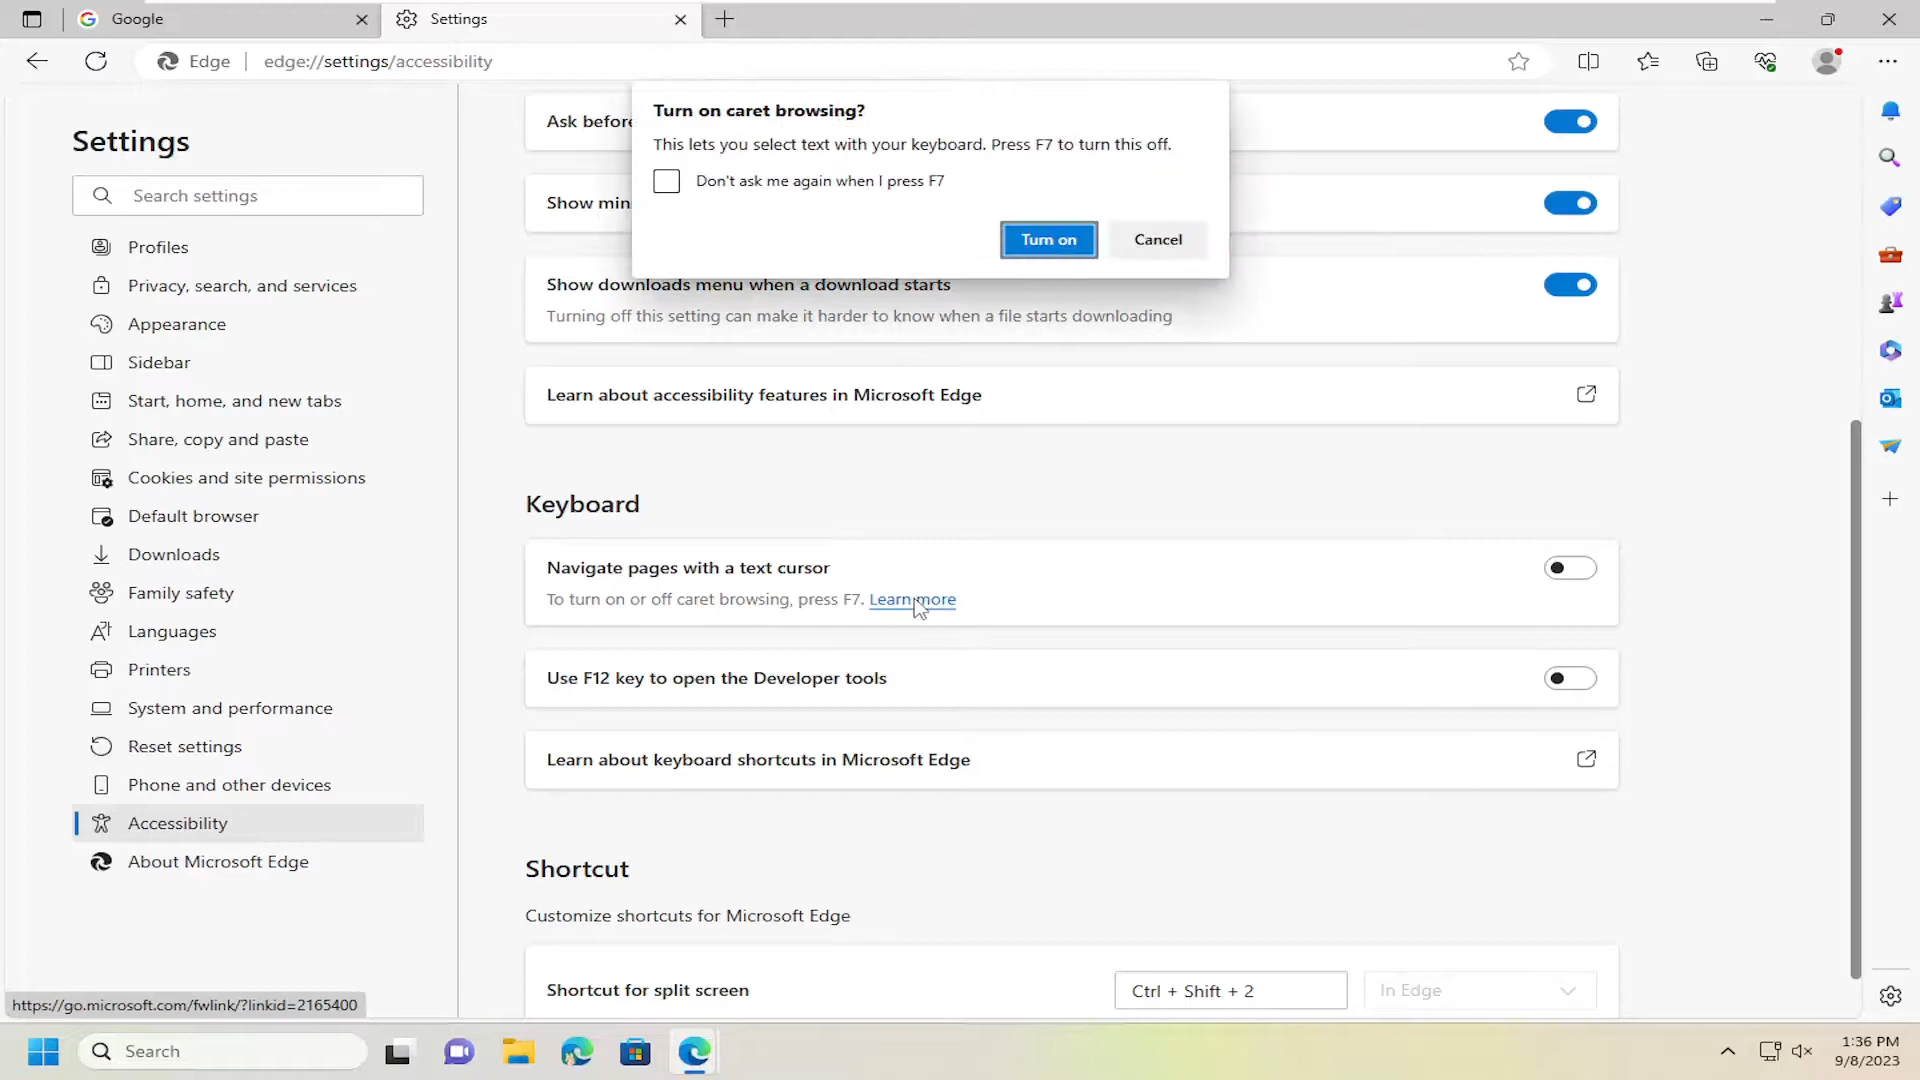 Google
Settings
Edge
edge://settings/accessibility
Turn on caret browsing?
This lets you select text with your keyboard. Press F7 to turn this off.
Don't ask me again when I press F7
Turn on
Cancel
Settings
Search settings
Profiles
Privacy, search, and services
Appearance
Sidebar
Start, home, and new tabs
Share, copy and paste
Cookies and site permissions
Default browser
Downloads
Family safety
Languages
Printers
System and performance
Reset settings
Phone and other devices
Accessibility
About Microsoft Edge
Ask before
Show min
Show downloads menu when a download starts
Turning off this setting can make it harder to know when a file starts downloading
Learn about accessibility features in Microsoft Edge
Keyboard
Navigate pages with a text cursor
To turn on or off caret browsing, press F7. Learn more
Use F12 key to open the Developer tools
Learn about keyboard shortcuts in Microsoft Edge
Shortcut
Customize shortcuts for Microsoft Edge
Shortcut for split screen
Ctrl + Shift + 2
In Edge
https://go.microsoft.com/fwlink/?linkid=2165400
Search
1:36 PM
9/8/2023